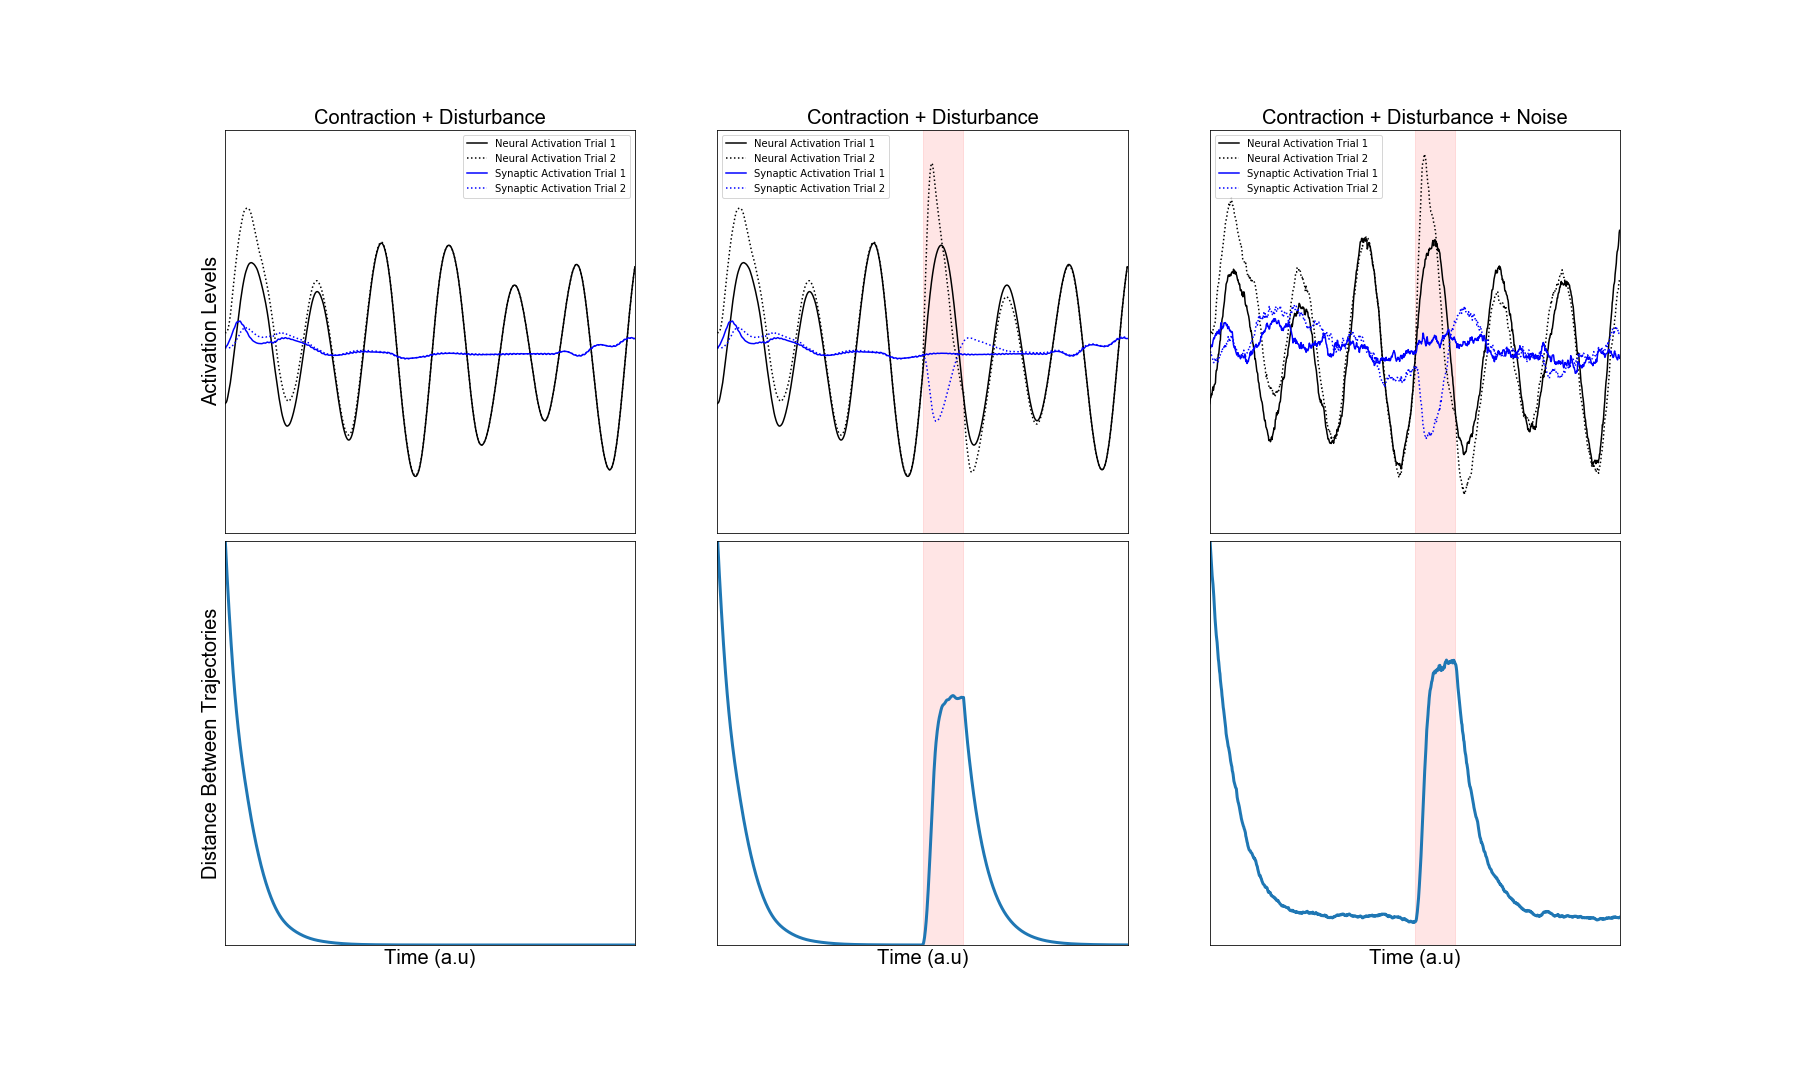 Contraction + Disturbance
Contraction + Disturbance
Contraction + Disturbance + Noise
Neural Activation Trial 1
Neural Activation Trial 2
Synaptic Activation Trial 1
Synaptic Activation Trial 2
Neural Activation Trial 1
Neural Activation Trial 2
Synaptic Activation Trial 1
Synaptic Activation Trial 2
Neural Activation Trial 1
Neural Activation Trial 2
Synaptic Activation Trial 1
Synaptic Activation Trial 2
Activation Levels
Distance Between Trajectories
Time (a.u)
Time (a.u)
Time (a.u)